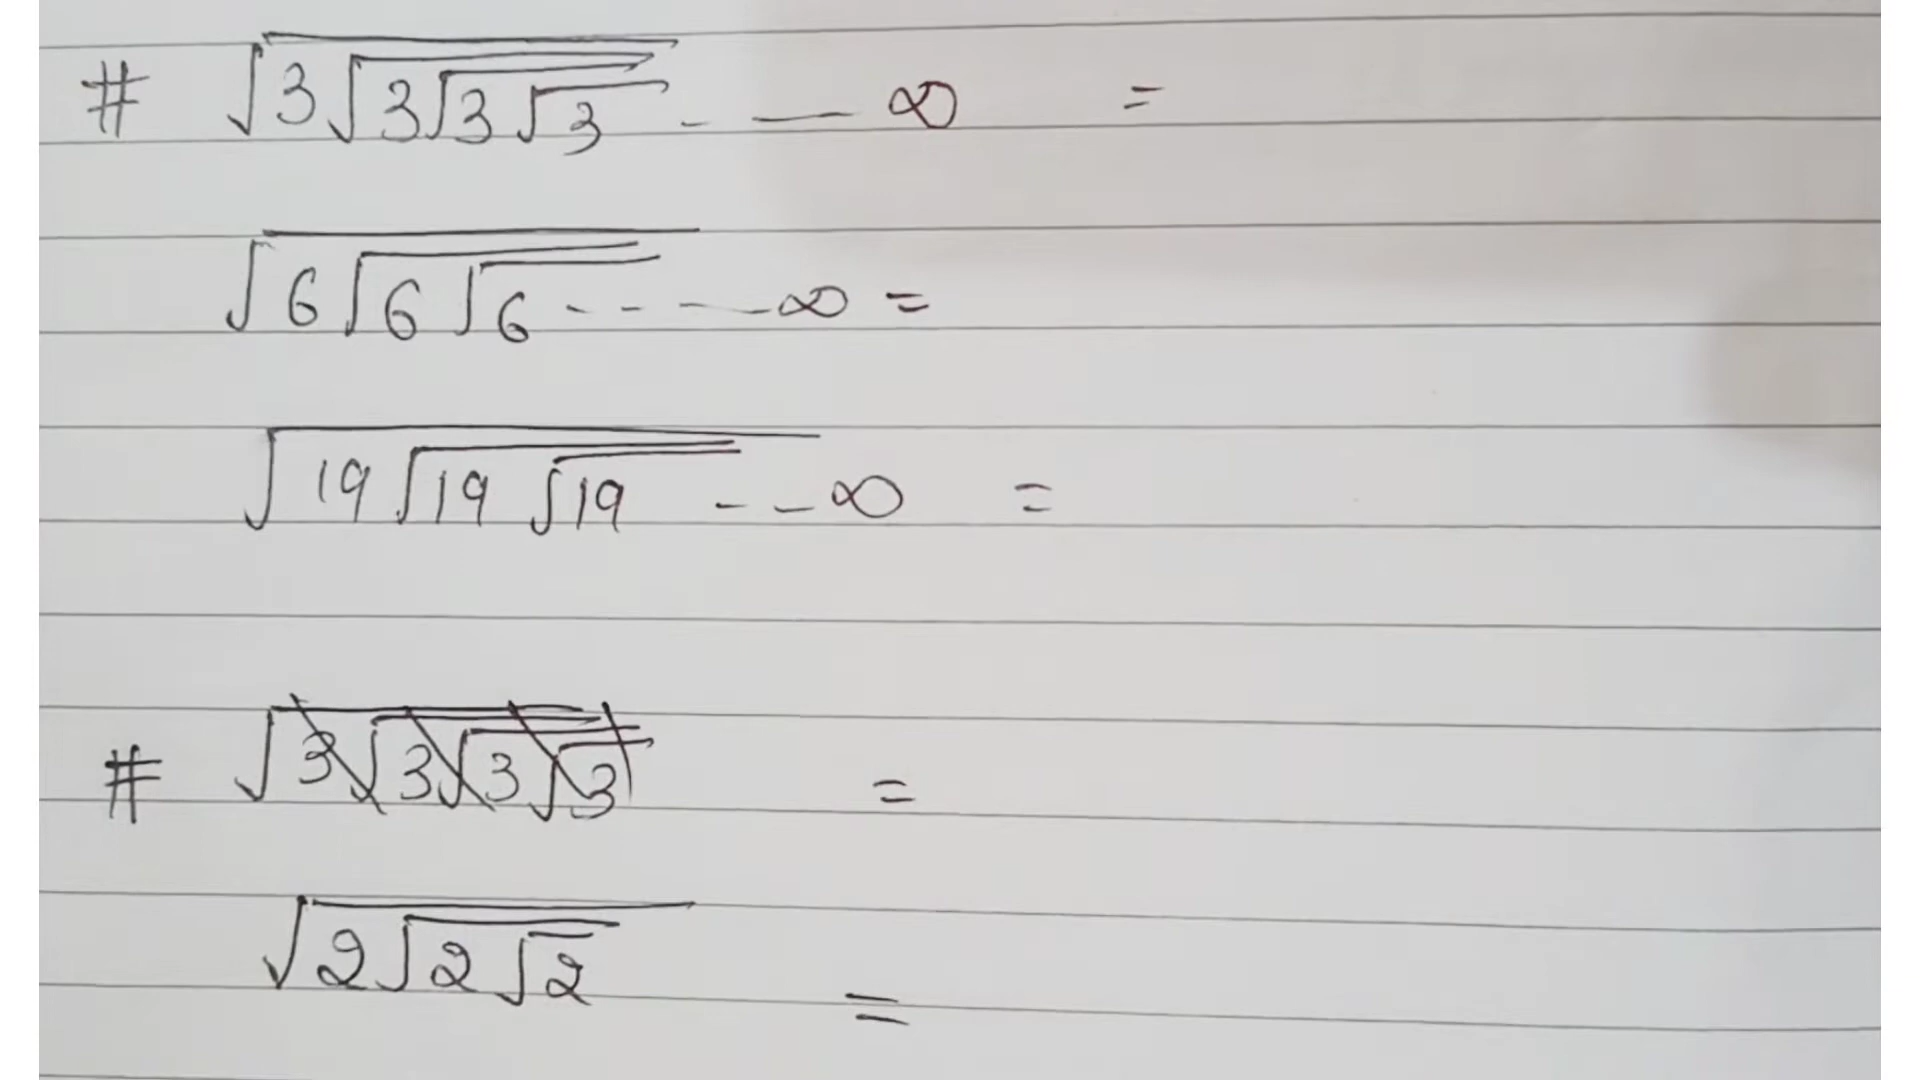 # √3√3√3√3 - — ∞ =
√6√6√6 - - - - ∞ =
√19√19√19 - - ∞ =
# √3√3√3√3 =
√2√2√2 =